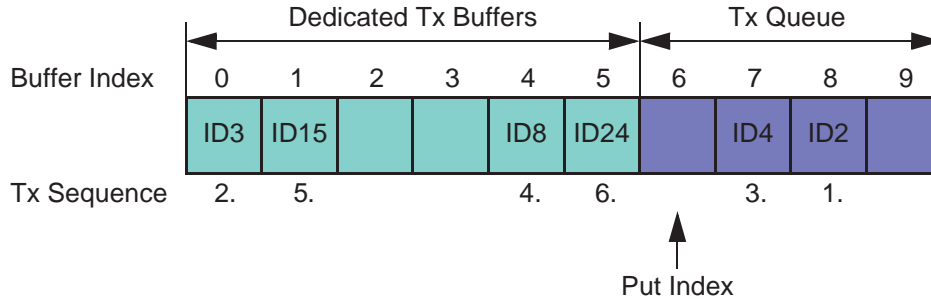 Dedicated Tx Buffers Tx Queue
Buffer Index 0 1 2 3 4 5 6 7 8 9
ID3 ID15 ID8 ID24 ID4 ID2
Tx Sequence 2. 5. 4. 6. 3. 1.
Put Index